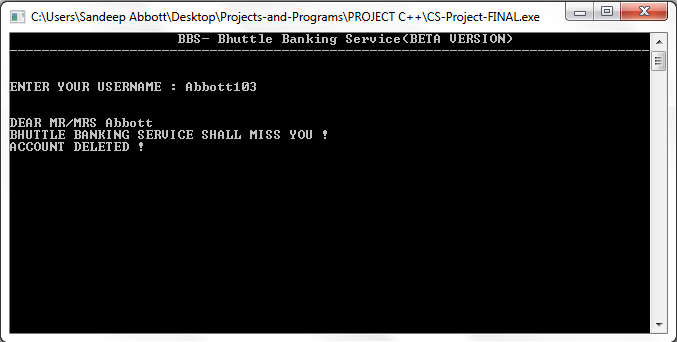 C:\Users\Sandeep Abbott\Desktop\Projects-and-Programs\PROJECT C++\CS-Project-FINAL.exe
BBS- Bhuttle Banking Service(BETA VERSION)
ENTER YOUR USERNAME : Abbott103
DEAR MR/MRS Abbott
BHUTTLE BANKING SERVICE SHALL MISS YOU !
ACCOUNT DELETED !